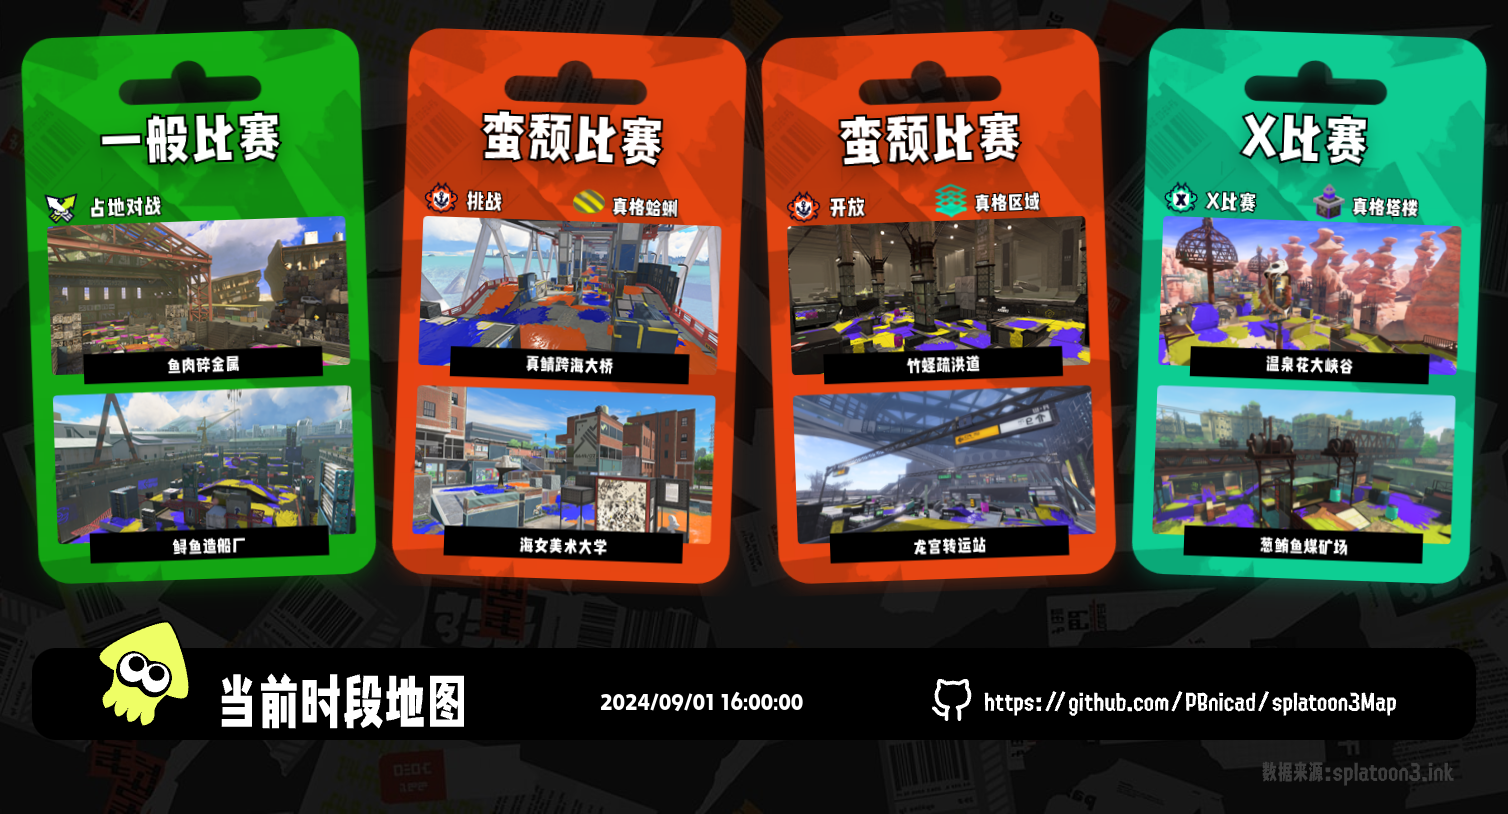 一般比赛
占地对战
鱼肉碎金属
鲟鱼造船厂
蛮颓比赛
挑战
真格蛤蜊
真鲭跨海大桥
海女美术大学
蛮颓比赛
开放
真格区域
竹蛏疏洪道
龙宫转运站
X比赛
X比赛
真格塔楼
温泉花大峡谷
葱鲔鱼煤矿场
当前时段地图
2024/09/01 16:00:00
https://github.com/PBnicad/splatoon3Map
数据来源:splatoon3.ink